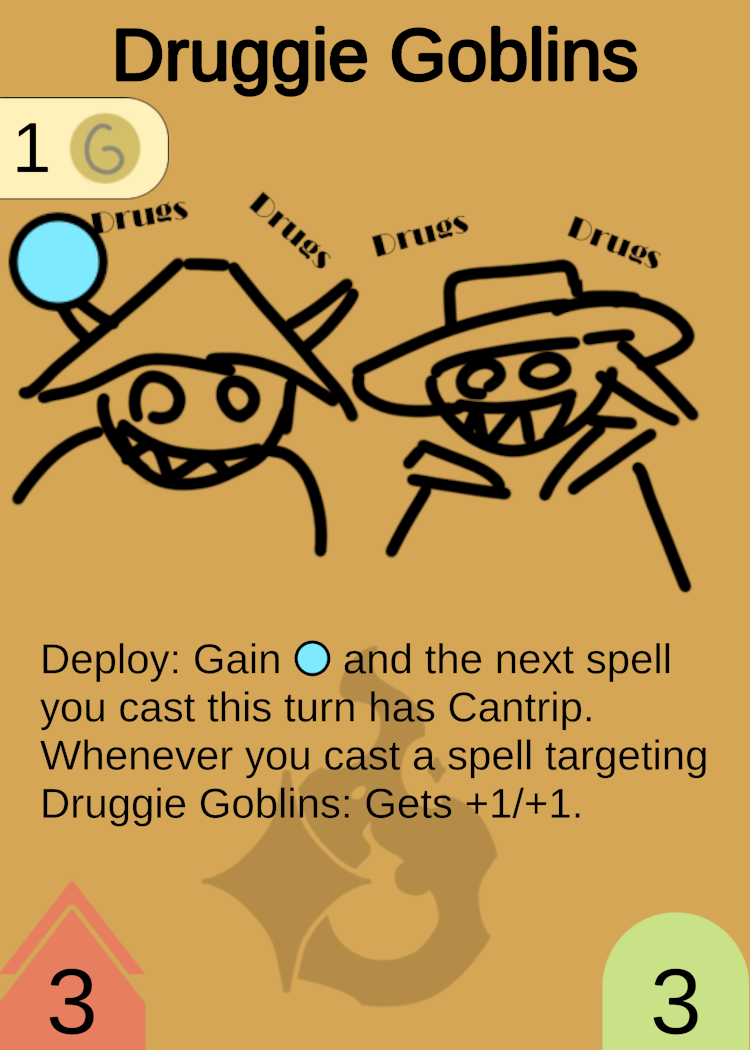 Druggie Goblins
1 G
Drugs Drugs Drugs Drugs
Deploy: Gain and the next spell
you cast this turn has Cantrip.
Whenever you cast a spell targeting
Druggie Goblins: Gets +1/+1.
3 3